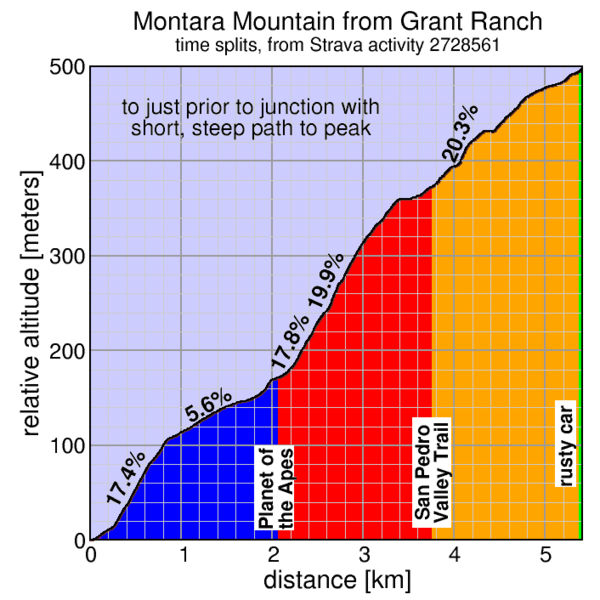 Montara Mountain from Grant Ranch
time splits, from Strava activity 2728561
500
to just prior to junction with
short, steep path to peak
20.3%
400
300
19.9%
17.8%
200
5.6%
17.4%
100
0
relative altitude [meters]
Planet of
the Apes
San Pedro
Valley Trail
rusty car
0 1 2 3 4 5
distance [km]